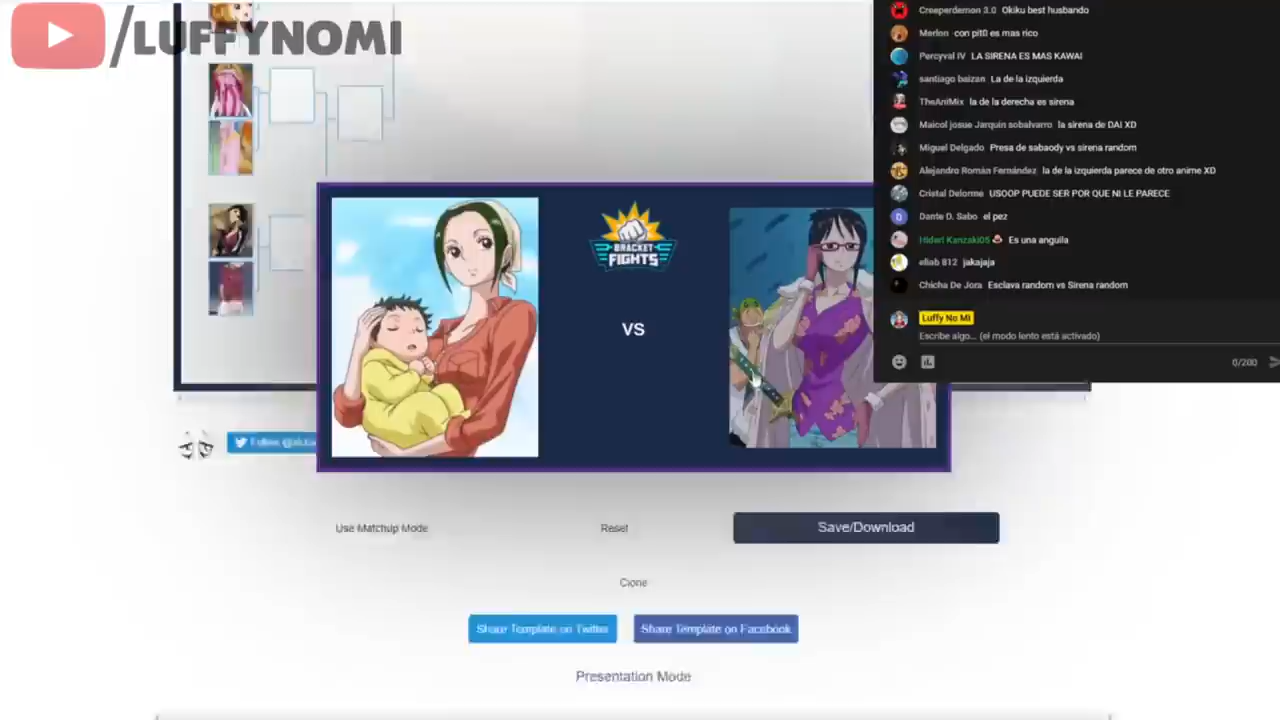 /LUFFYNOMI
Creeperdemon 3.0 Okiku best husbando
Merlon con pit0 es mas rico
Percyval IV LA SIRENA ES MAS KAWAI
santiago baizan La de la izquierda
TheAniMix la de la derecha es sirena
Maicol josue Jarquin sobalvarro la sirena de DAI XD
Miguel Delgado Presa de sabaody vs sirena random
Alejandro Román Fernández la de la izquierda parece de otro anime XD
Cristal Delorme USOOP PUEDE SER POR QUE NI LE PARECE
D Dante D. Sabo el pez
Hideri Kanzaki05 Es una anguila
eliab 812 jakajaja
Chicha De Jora Esclava random vs Sirena random
Luffy No Mi
Escribe algo... (el modo lento está activado)
0/200
BRACKET
FIGHTS
VS
Follow
Use Matchup Mode
Reset
Save/Download
Clone
Share Template on Twitter
Share Template on Facebook
Presentation Mode